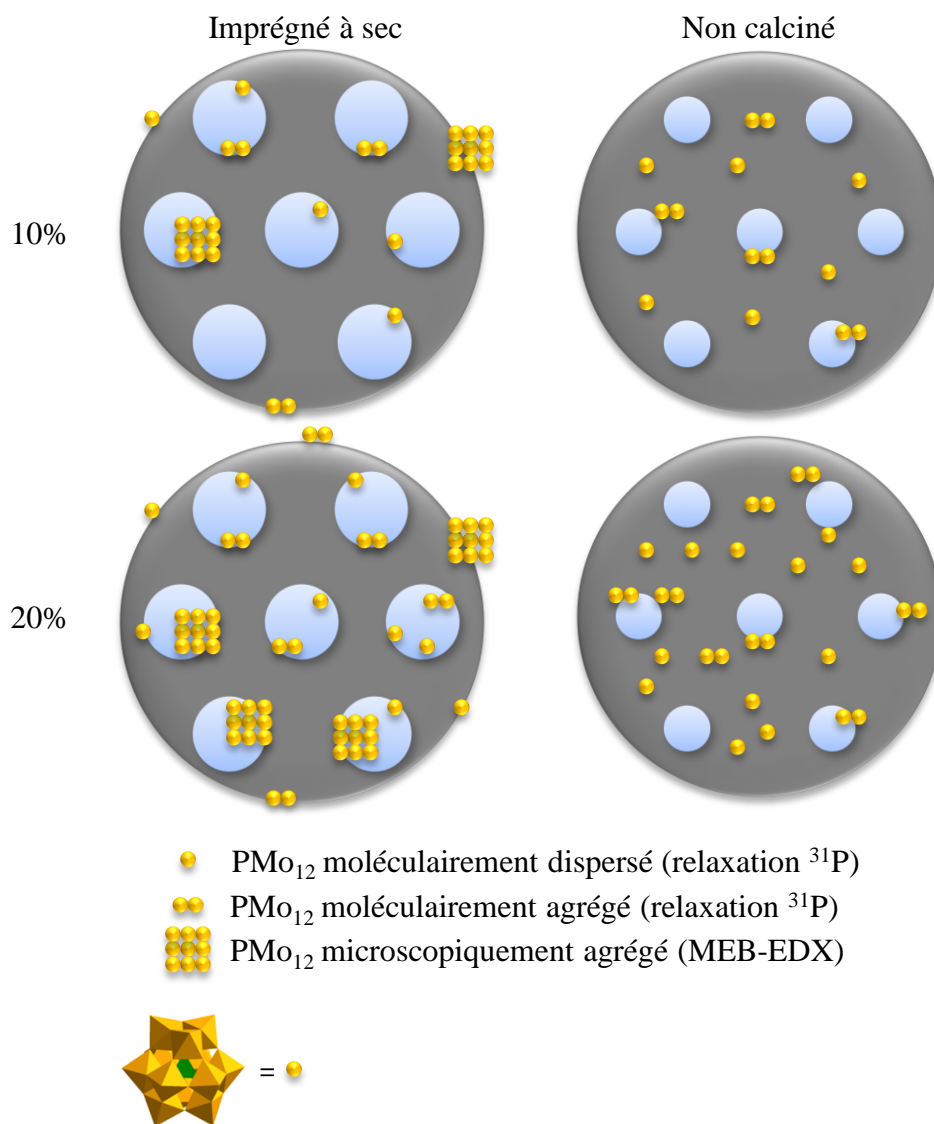 Imprégné à sec Non calciné
10%
20%
PMo₁₂ moléculairement dispersé (relaxation ³¹P)
PMo₁₂ moléculairement agrégé (relaxation ³¹P)
PMo₁₂ microscopiquement agrégé (MEB-EDX)
=